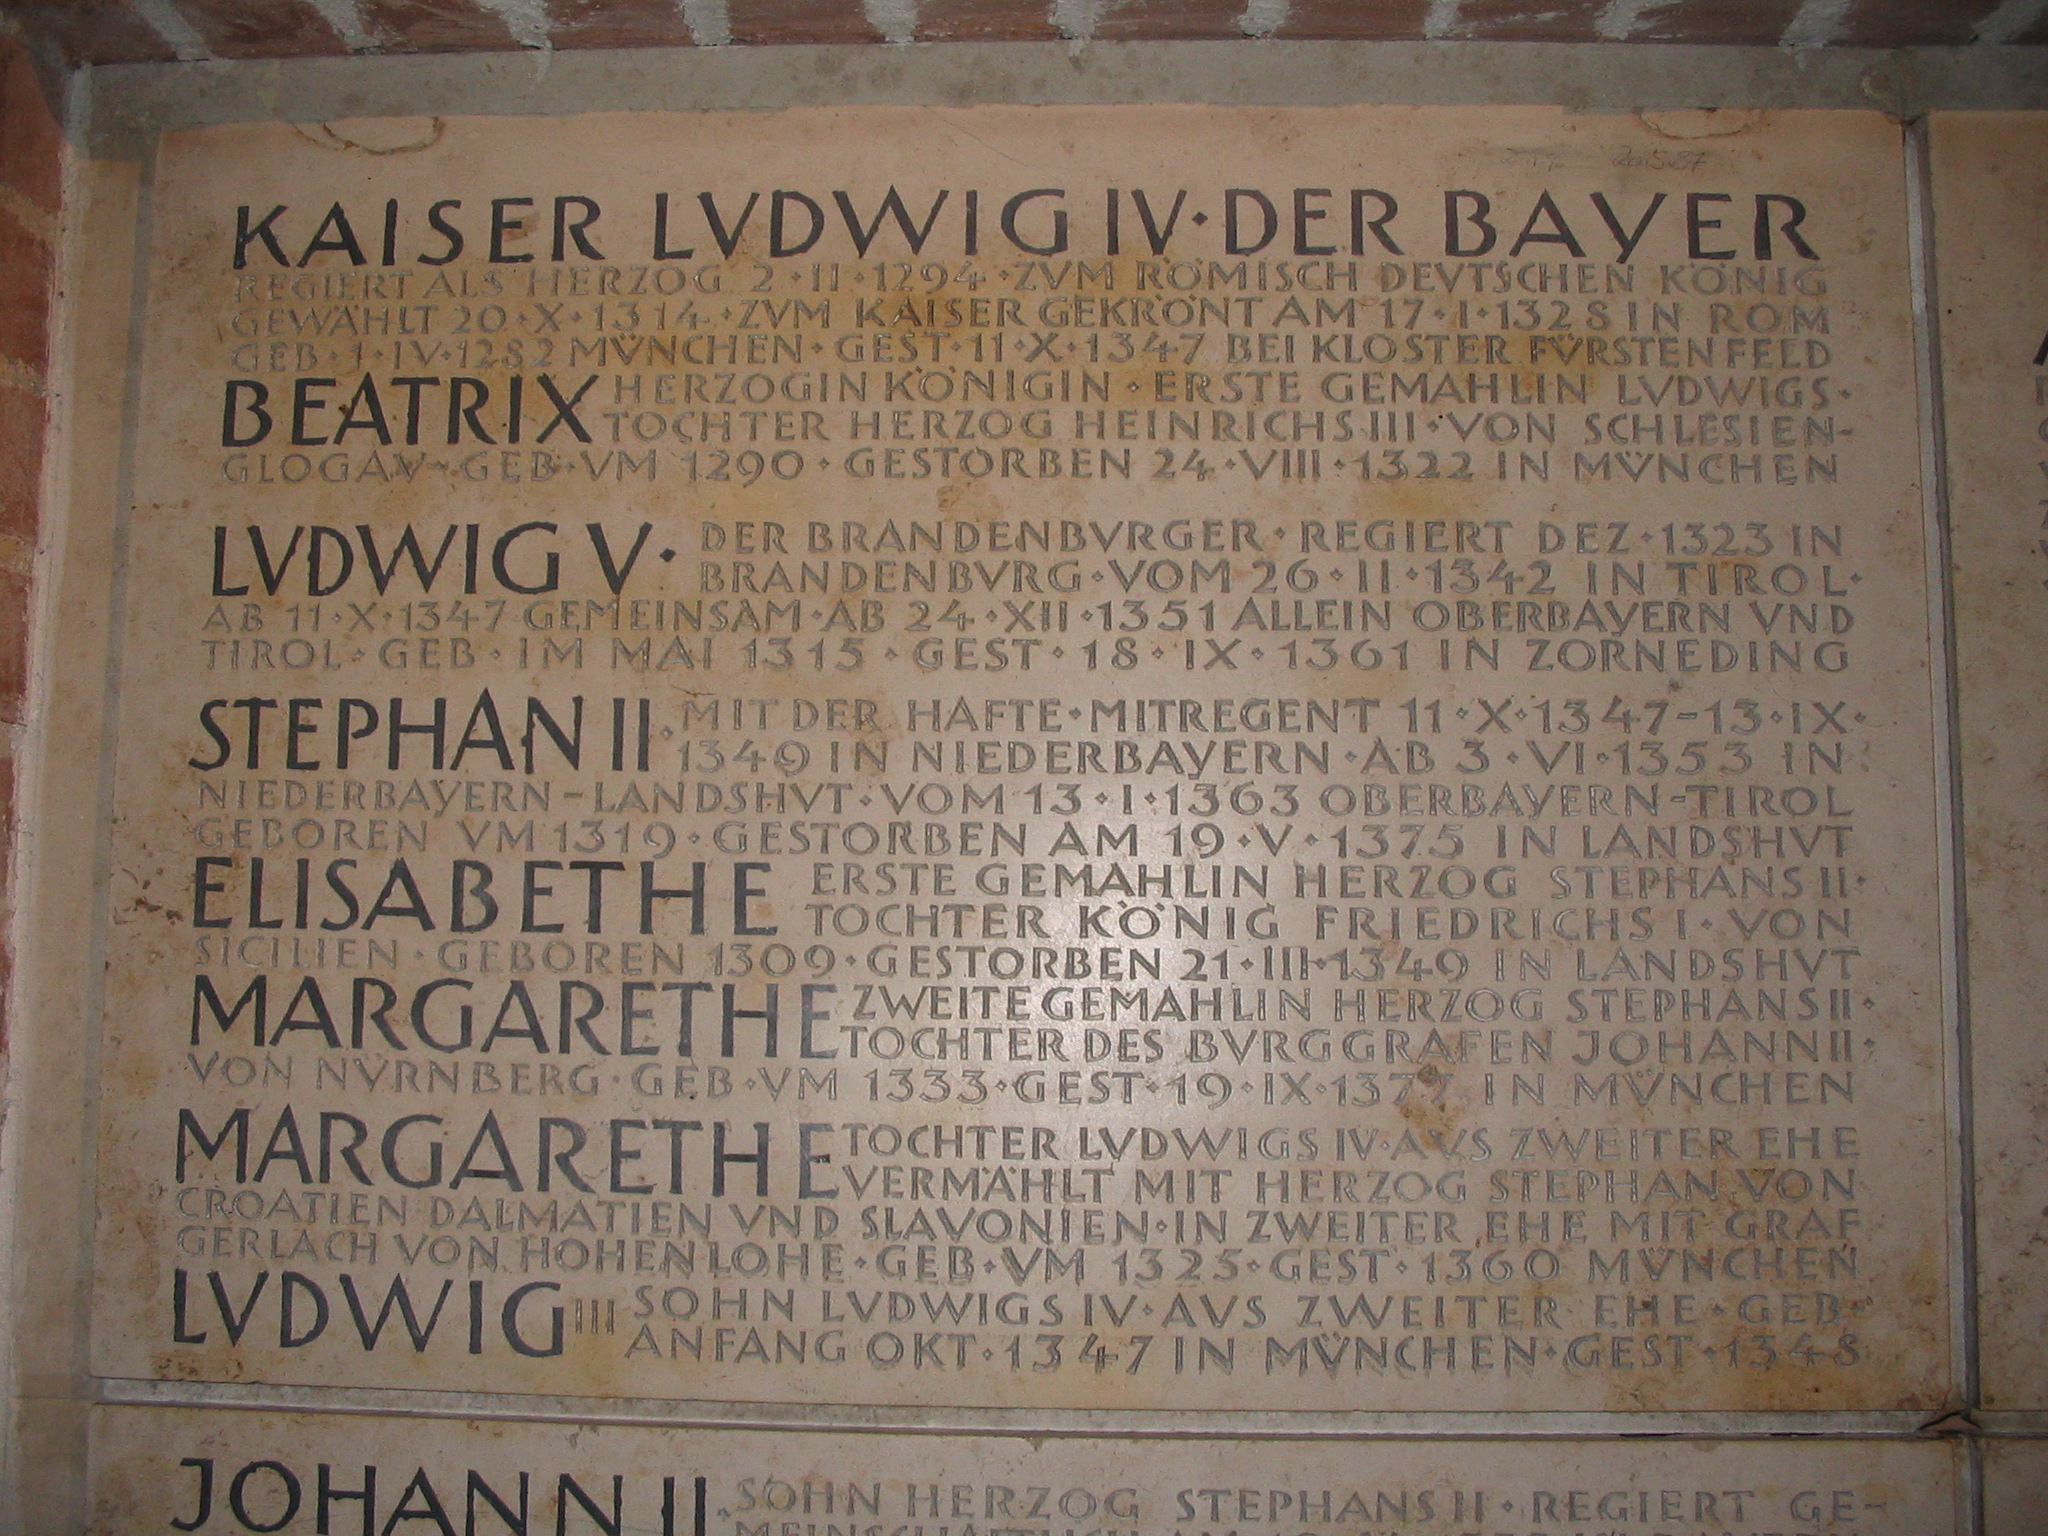 KAISER LVDWIG IV · DER BAYER
REGIERT ALS HERZOG 2 · II · 1294 · ZVM RÖMISCH DEVTSCHEN KÖNIG
GEWÄHLT 20 · X · 1314 · ZVM KAISER GEKRÖNT AM 17 · I · 1328 IN ROM
GEB · 1 · IV · 1282 MÜNCHEN · GEST · 11 · X · 1347 BEI KLOSTER FÜRSTENFELD
BEATRIX HERZOGIN KÖNIGIN · ERSTE GEMAHLIN LVDWIGS ·
TOCHTER HERZOG HEINRICHS III · VON SCHLESIEN-
GLOGAV · GEB · VM 1290 · GESTORBEN 24 · VIII · 1322 IN MÜNCHEN
LVDWIG V · DER BRANDENBVRGER · REGIERT DEZ · 1323 IN
BRANDENBVRG · VOM 26 · II · 1342 IN TIROL ·
AB 11 · X · 1347 GEMEINSAM · AB 24 · XII · 1351 ALLEIN OBERBAYERN VND
TIROL · GEB · IM MAI 1315 · GEST · 18 · IX · 1361 IN ZORNEDING
STEPHAN II · MIT DER HAFTE · MITREGENT 11 · X · 1347-13 · IX ·
1349 IN NIEDERBAYERN · AB 3 · VI · 1353 IN
NIEDERBAYERN-LANDSHVT · VOM 13 · I · 1363 OBERBAYERN-TIROL
GEBOREN VM 1319 · GESTORBEN AM 19 · V · 1375 IN LANDSHVT
ELISABETHE ERSTE GEMAHLIN HERZOG STEPHANS II ·
TOCHTER KÖNIG FRIEDRICHS I · VON
SICILIEN · GEBOREN 1309 · GESTORBEN 21 · III · 1349 IN LANDSHVT
MARGARETHE ZWEITE GEMAHLIN HERZOG STEPHANS II ·
TOCHTER DES BVRGGRAFEN JOHANN II ·
VON NÜRNBERG · GEB · VM 1333 · GEST · 19 · IX · 1377 IN MÜNCHEN
MARGARETHE TOCHTER LVDWIGS IV · AVS ZWEITER EHE
VERMÄHLT MIT HERZOG STEPHAN VON
CROATIEN DALMATIEN VND SLAVONIEN · IN ZWEITER EHE MIT GRAF
GERLACH VON HOHENLOHE · GEB · VM 1325 · GEST · 1360 MÜNCHEN
LVDWIG III SOHN LVDWIGS IV · AVS ZWEITER EHE · GEB ·
ANFANG OKT · 1347 IN MÜNCHEN · GEST · 1348
JOHANN II · SOHN HERZOG STEPHANS II · REGIERT GE-